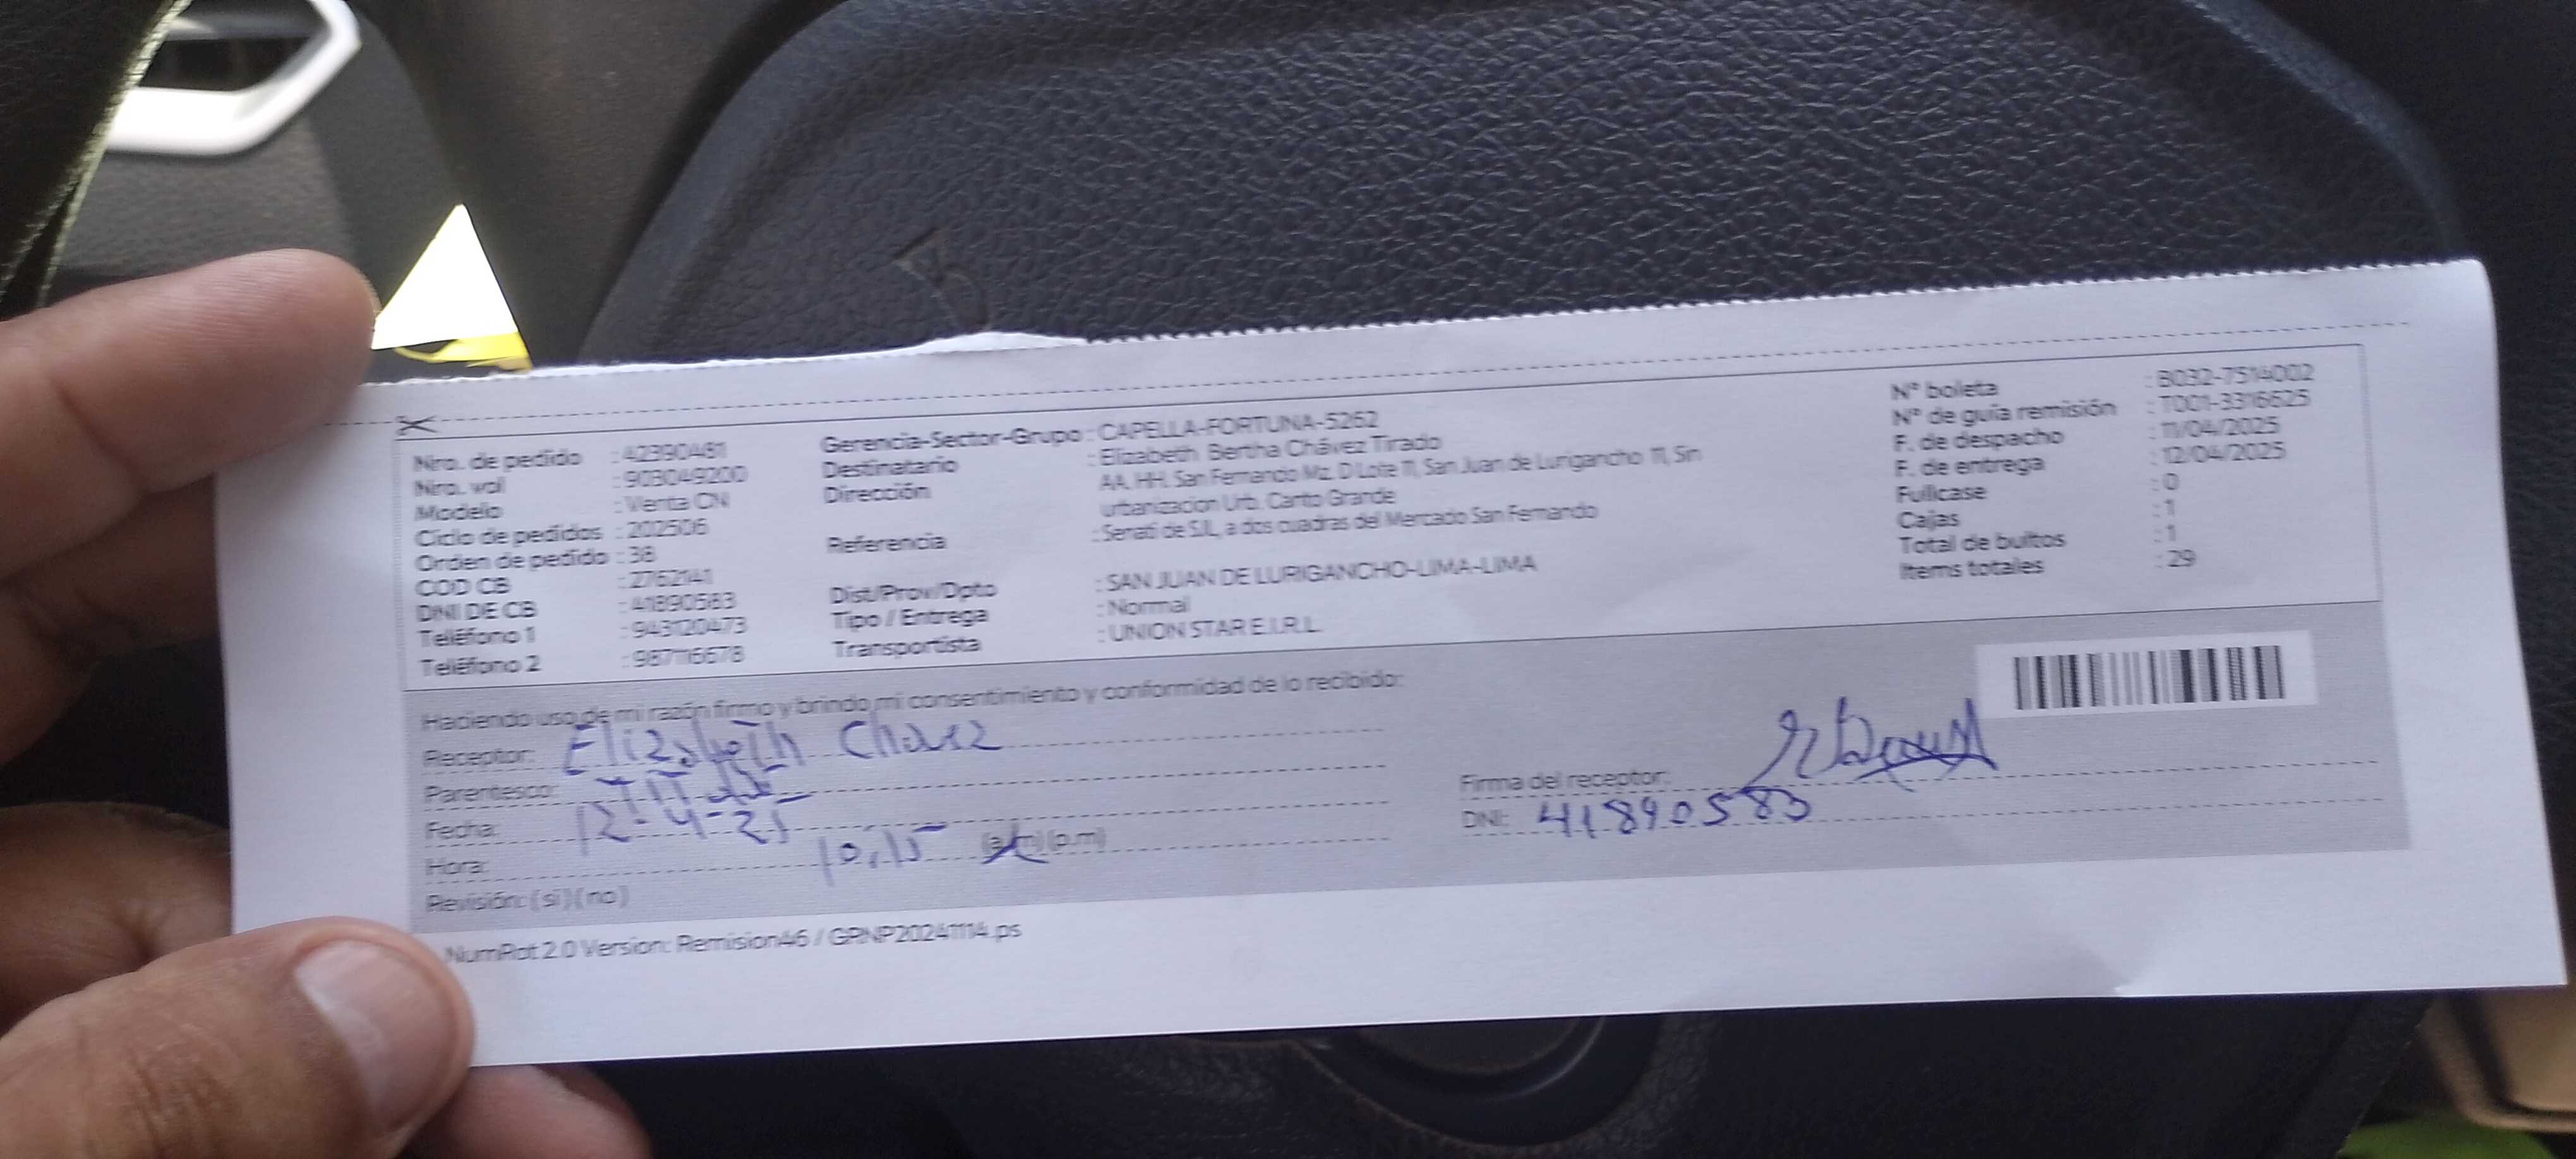 Nro. de pedido : 42390481
Nro. vol : 903049200
Modelo : Venta CN
Ciclo de pedidos : 202506
Orden de pedido : 38
COD CB : 2762141
DNI DE CB : 41890583
Teléfono 1 : 943120473
Teléfono 2 : 987116678
Gerencia-Sector-Grupo : CAPELLA-FORTUNA-5262
Destinatario : Elizabeth Bertha Chávez Tirado
Dirección AA. HH. San Fernando Mz. D Lote 11, San Juan de Lurigancho 11, Sin
urbanizacion Urb. Canto Grande
Referencia : Senati de SJL, a dos cuadras del Mercado San Fernando
Dist/Prov/Dpto : SAN JUAN DE LURIGANCHO-LIMA-LIMA
Tipo / Entrega : Normal
Transportista : UNION STAR E.I.R.L.
N° boleta : B032-7514002
N° de guía remisión : T001-3316625
F. de despacho : 11/04/2025
F. de entrega : 12/04/2025
Fullcase : 0
Cajas : 1
Total de bultos : 1
Items totales : 29
Haciendo uso de mi razón firmo y brindo mi consentimiento y conformidad de lo recibido:
Receptor: Elizabeth Chavez
Parentesco: Titular
Fecha: 12-4-25
Hora: 10:15 (a.m) (p.m)
Revisión: (si) (no)
Firma del receptor:
DNI: 41890583
NumRot 2.0 Version: Remision46 / GRNP20241114.ps